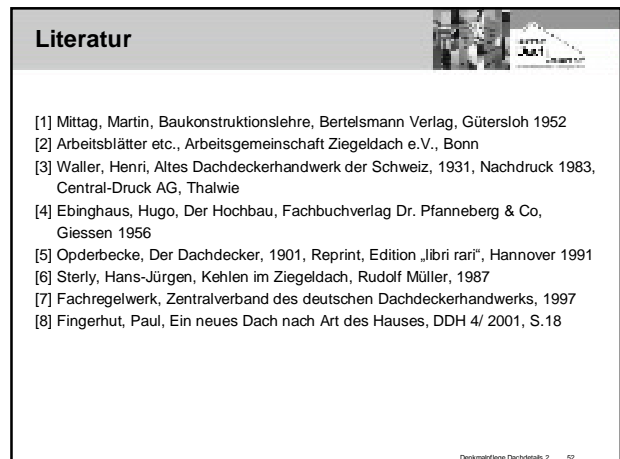 Literatur
[1] Mittag, Martin, Baukonstruktionslehre, Bertelsmann Verlag, Gütersloh 1952
[2] Arbeitsblätter etc., Arbeitsgemeinschaft Ziegeldach e.V., Bonn
[3] Waller, Henri, Altes Dachdeckerhandwerk der Schweiz, 1931, Nachdruck 1983,
Central-Druck AG, Thalwie
[4] Ebinghaus, Hugo, Der Hochbau, Fachbuchverlag Dr. Pfanneberg & Co,
Giessen 1956
[5] Opderbecke, Der Dachdecker, 1901, Reprint, Edition „libri rari“, Hannover 1991
[6] Sterly, Hans-Jürgen, Kehlen im Ziegeldach, Rudolf Müller, 1987
[7] Fachregelwerk, Zentralverband des deutschen Dachdeckerhandwerks, 1997
[8] Fingerhut, Paul, Ein neues Dach nach Art des Hauses, DDH 4/ 2001, S.18
Denkmalpflege Dachdetails 2 52